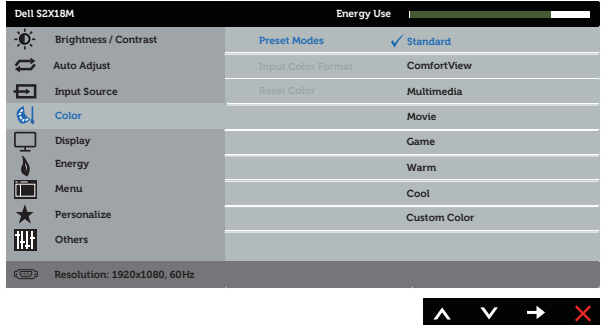 Dell S2X18M Energy Use
Brightness / Contrast Preset Modes Standard
Auto Adjust Input Color Format ComfortView
Input Source Reset Color Multimedia
Color Movie
Display Game
Energy Warm
Menu Cool
Personalize Custom Color
Others
Resolution: 1920x1080, 60Hz